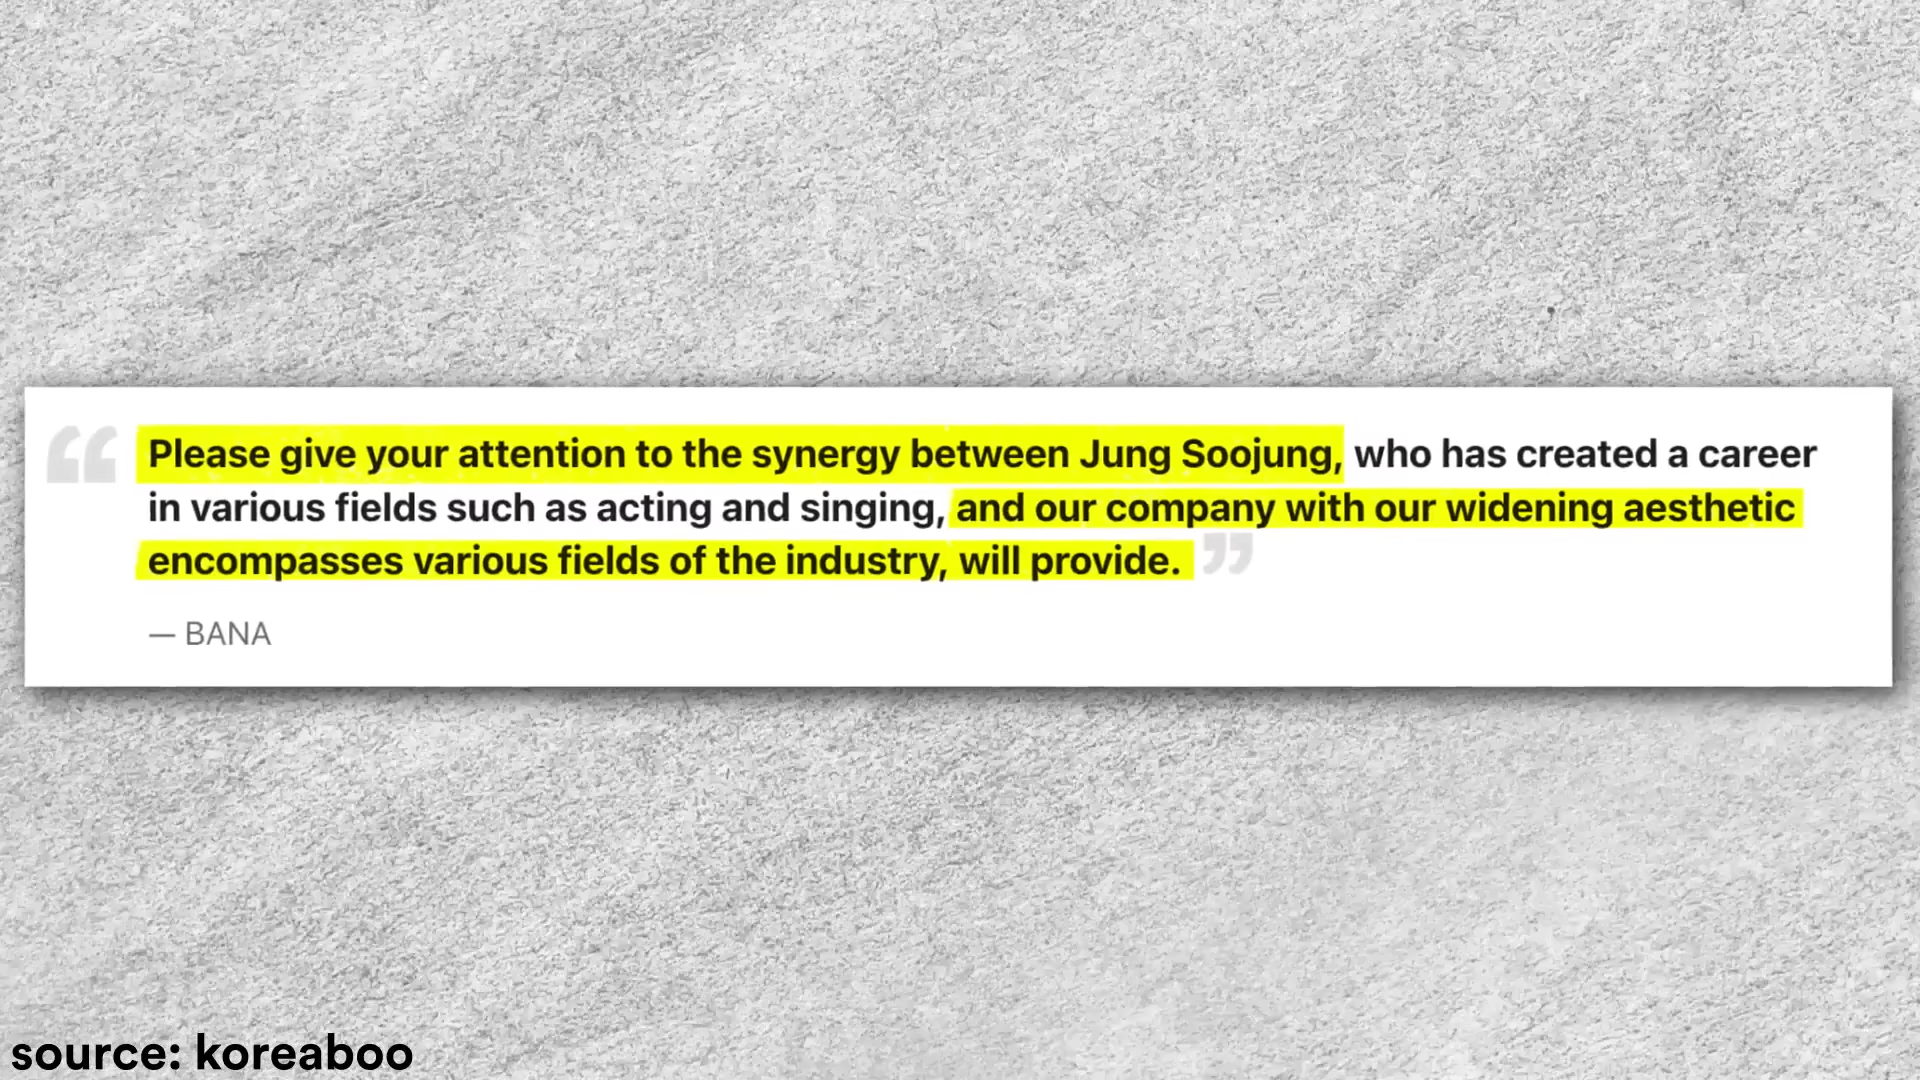 “Please give your attention to the synergy between Jung Soojung, who has created a career
in various fields such as acting and singing, and our company with our widening aesthetic
encompasses various fields of the industry, will provide.”
— BANA
source: koreaboo